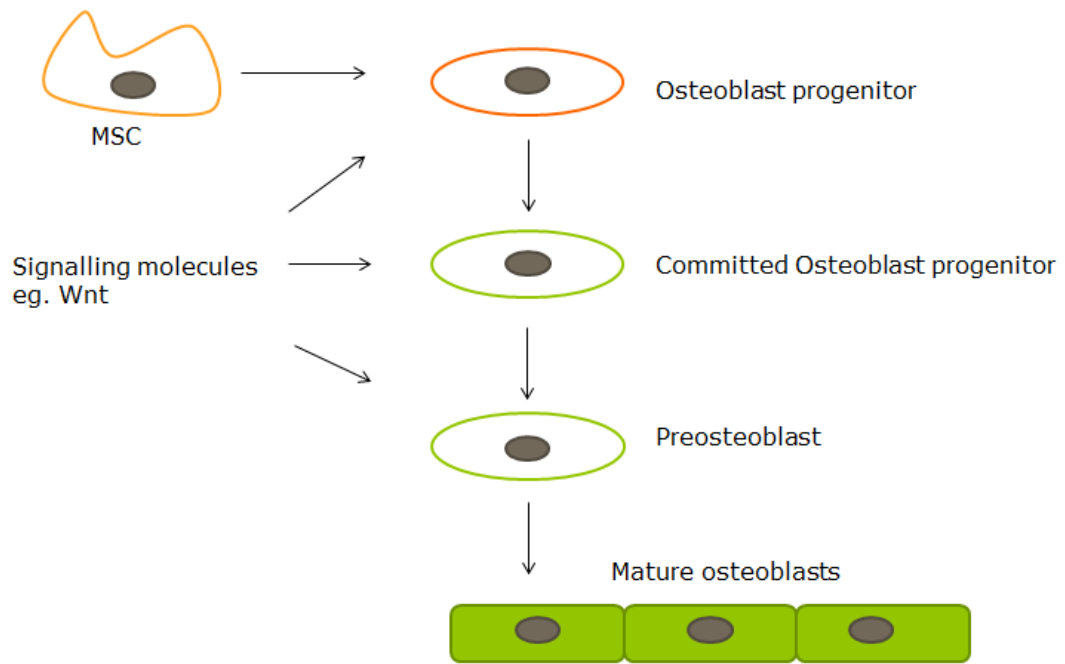 MSC
Osteoblast progenitor
Signalling molecules
eg. Wnt
Committed Osteoblast progenitor
Preosteoblast
Mature osteoblasts